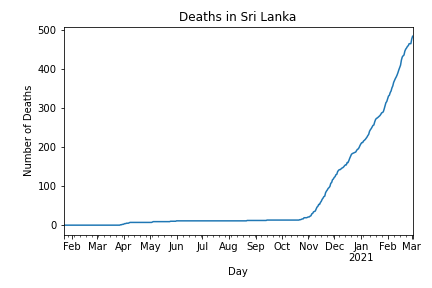 Deaths in Sri Lanka
500
400
300
200
100
0
Number of Deaths
Feb Mar Apr May Jun Jul Aug Sep Oct Nov Dec Jan Feb Mar
2021
Day